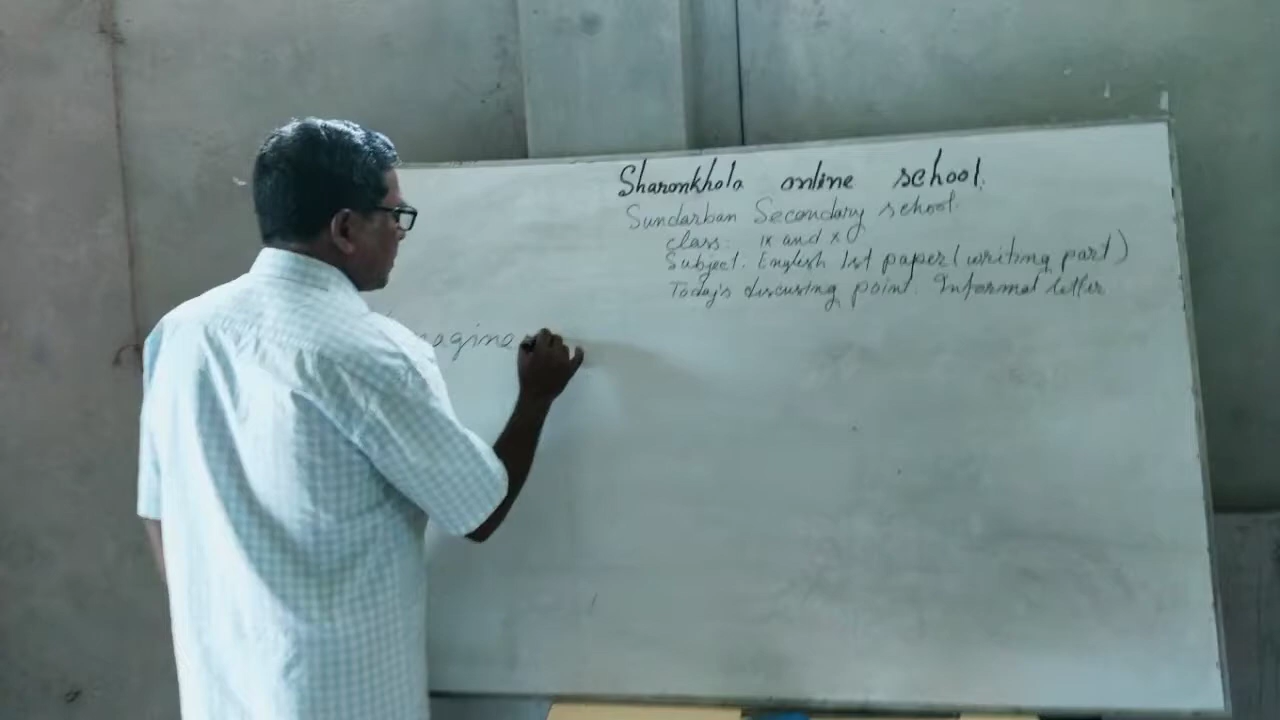 Sharonkhola online school.
Sundarban Secondary school
class: ix and x
Subject: English 1st paper (writing part)
Today's discusing point. Informal letter
magine